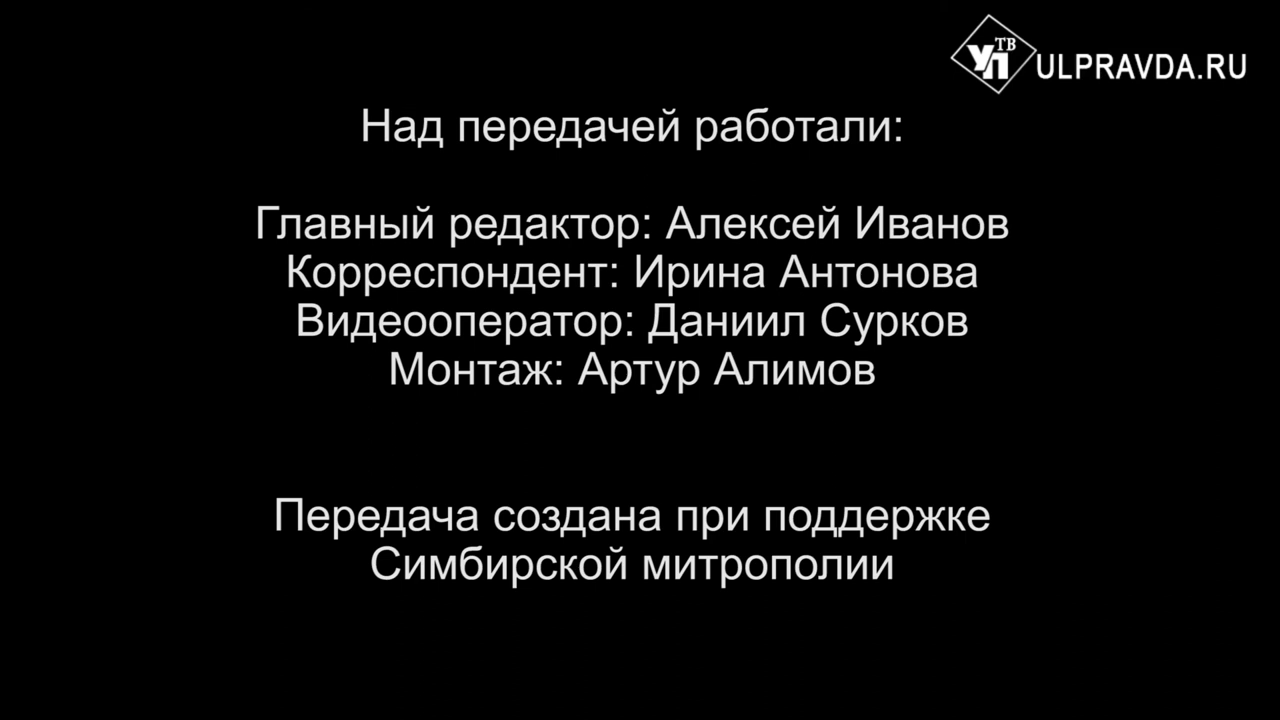 УП ТВ
ULPRAVDA.RU
Над передачей работали:
Главный редактор: Алексей Иванов
Корреспондент: Ирина Антонова
Видеооператор: Даниил Сурков
Монтаж: Артур Алимов
Передача создана при поддержке
Симбирской митрополии